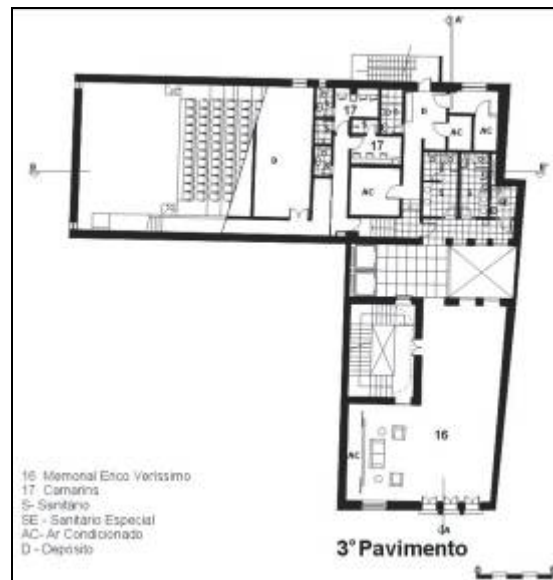 A'
17
D
AC
AC
17
D
AC
S
S
B
B'
16
AC
A
16 Memorial Erico Verissimo
17 Camarins
S- Sanitário
SE - Sanitário Especial
AC- Ar Condicionado
D - Depósito
3° Pavimento